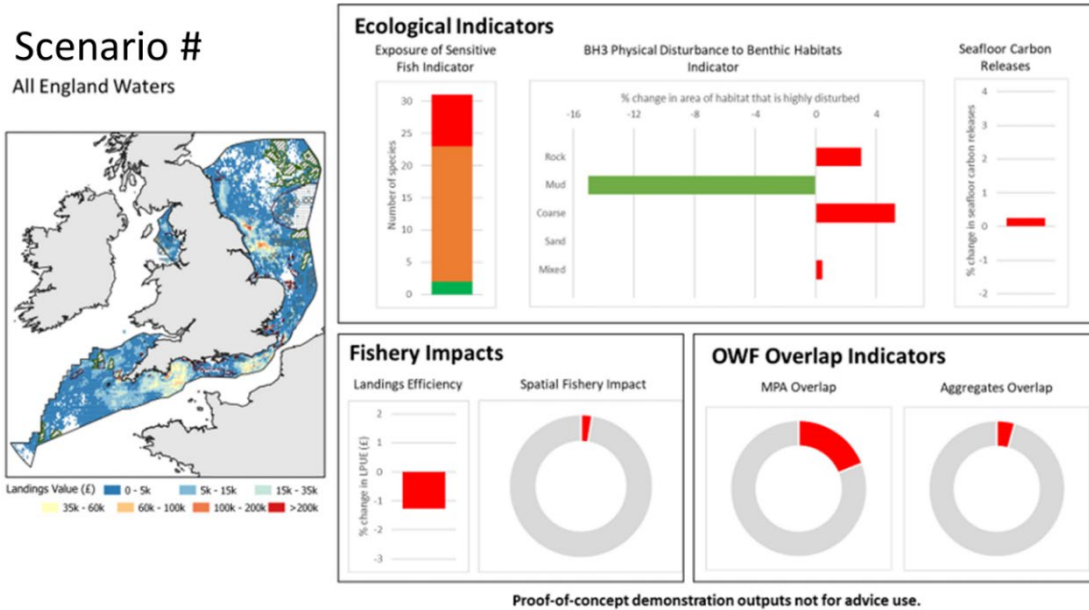 Scenario #
All England Waters
Landings Value (£) 0 - 5k 5k - 15k 15k - 35k
35k - 60k 60k - 100k 100k - 200k >200k
Ecological Indicators
Exposure of Sensitive
Fish Indicator
Number of species
30
25
20
15
10
5
0
BH3 Physical Disturbance to Benthic Habitats
Indicator
% change in area of habitat that is highly disturbed
-16 -12 -8 -4 0 4
Rock
Mud
Coarse
Sand
Mixed
Seafloor Carbon
Releases
% change in seafloor carbon releases
4
3
2
1
0
-1
-2
Fishery Impacts
Landings Efficiency
% change in LPUE (£)
2
1
0
-1
-2
-3
Spatial Fishery Impact
OWF Overlap Indicators
MPA Overlap
Aggregates Overlap
Proof-of-concept demonstration outputs not for advice use.